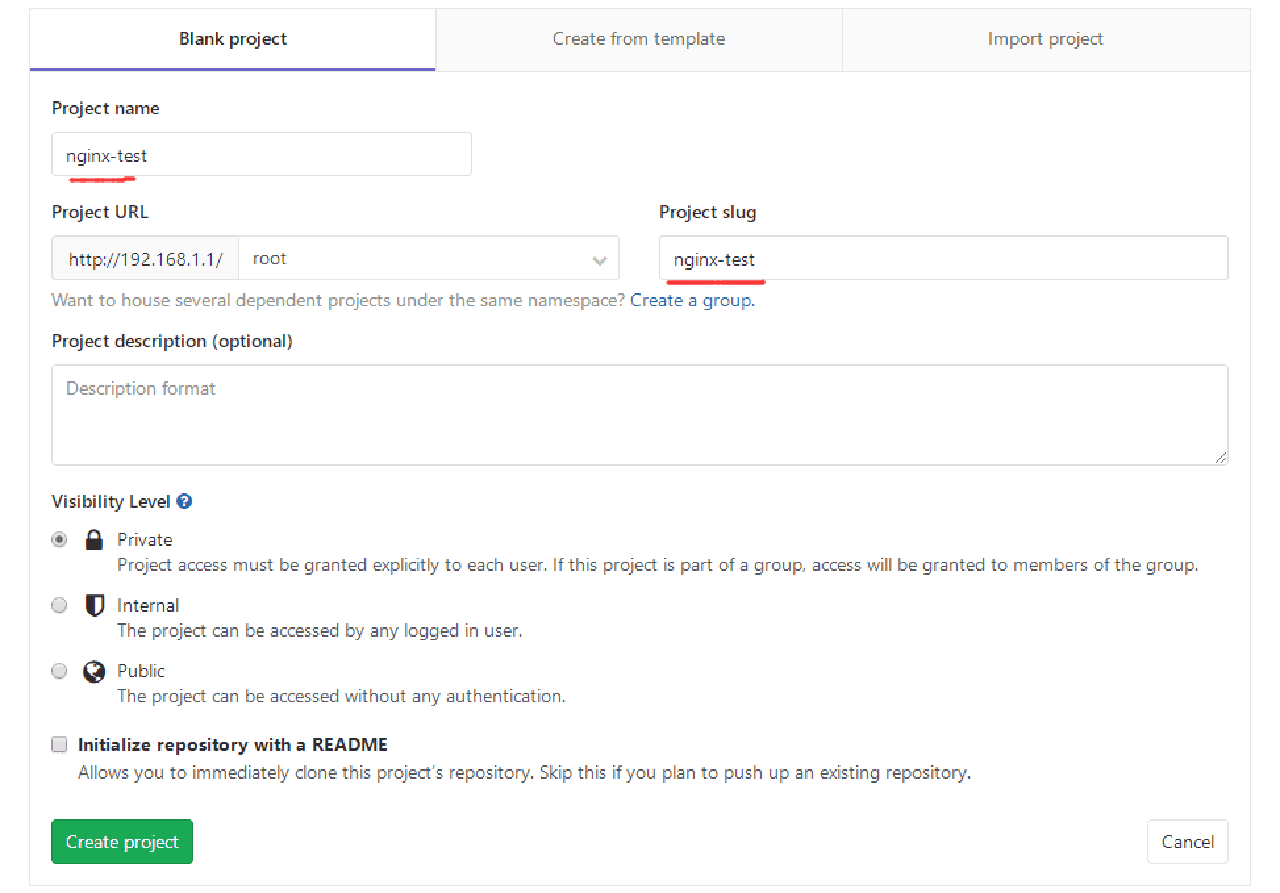 Blank project
Create from template
Import project
Project name
nginx-test
Project URL
Project slug
http://192.168.1.1/
root
nginx-test
Want to house several dependent projects under the same namespace? Create a group.
Project description (optional)
Description format
Visibility Level
Private
Project access must be granted explicitly to each user. If this project is part of a group, access will be granted to members of the group.
Internal
The project can be accessed by any logged in user.
Public
The project can be accessed without any authentication.
Initialize repository with a README
Allows you to immediately clone this project's repository. Skip this if you plan to push up an existing repository.
Create project
Cancel